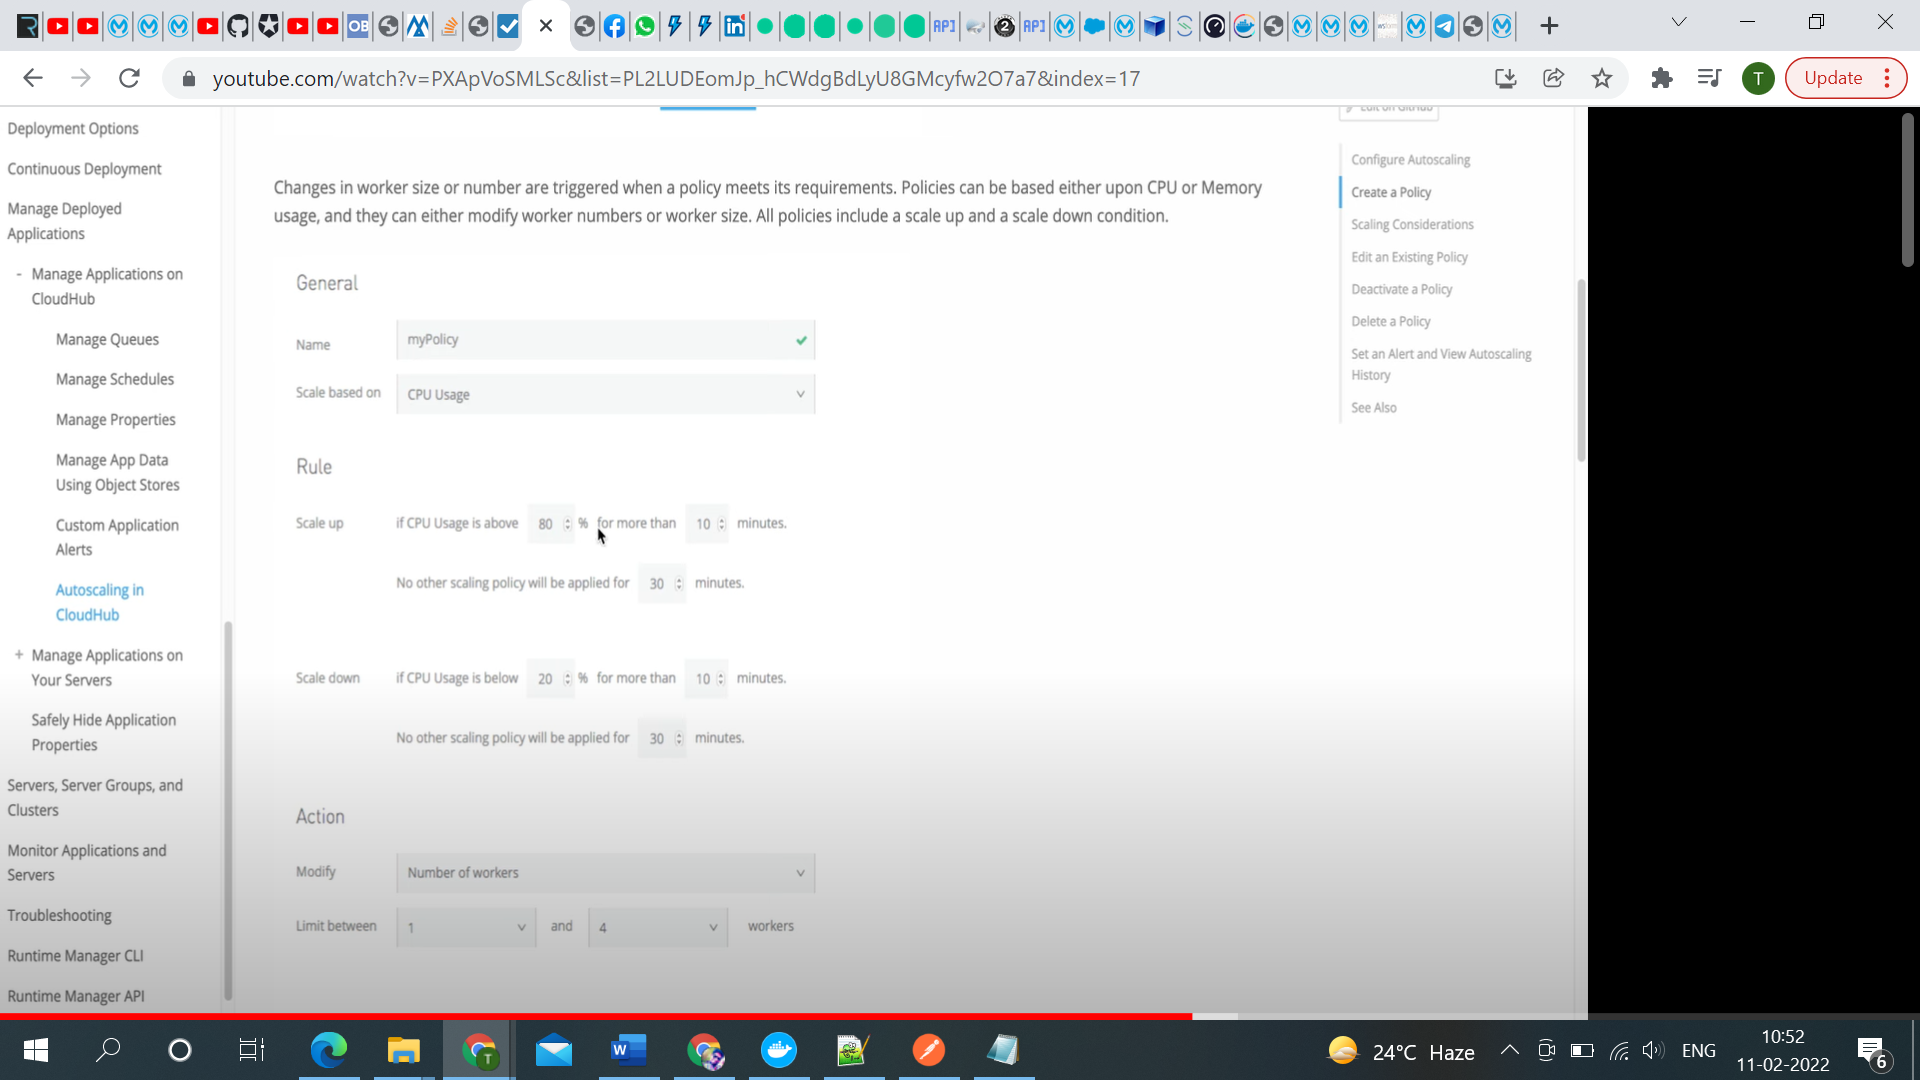 youtube.com/watch?v=PXApVoSMLSc&list=PL2LUDEomJp_hCWdgBdLyU8GMcyfw2O7a7&index=17
T
Update
Deployment Options
Continuous Deployment
Manage Deployed
Applications
- Manage Applications on
CloudHub
Manage Queues
Manage Schedules
Manage Properties
Manage App Data
Using Object Stores
Custom Application
Alerts
Autoscaling in
CloudHub
+ Manage Applications on
Your Servers
Safely Hide Application
Properties
Servers, Server Groups, and
Clusters
Monitor Applications and
Servers
Troubleshooting
Runtime Manager CLI
Runtime Manager API
Changes in worker size or number are triggered when a policy meets its requirements. Policies can be based either upon CPU or Memory
usage, and they can either modify worker numbers or worker size. All policies include a scale up and a scale down condition.
General
Name myPolicy
Scale based on CPU Usage
Rule
Scale up if CPU Usage is above 80 % for more than 10 minutes.
No other scaling policy will be applied for 30 minutes.
Scale down if CPU Usage is below 20 % for more than 10 minutes.
No other scaling policy will be applied for 30 minutes.
Action
Modify Number of workers
Limit between 1 and 4 workers
Edit on GitHub
Configure Autoscaling
Create a Policy
Scaling Considerations
Edit an Existing Policy
Deactivate a Policy
Delete a Policy
Set an Alert and View Autoscaling
History
See Also
24°C Haze
ENG
10:52
11-02-2022
6